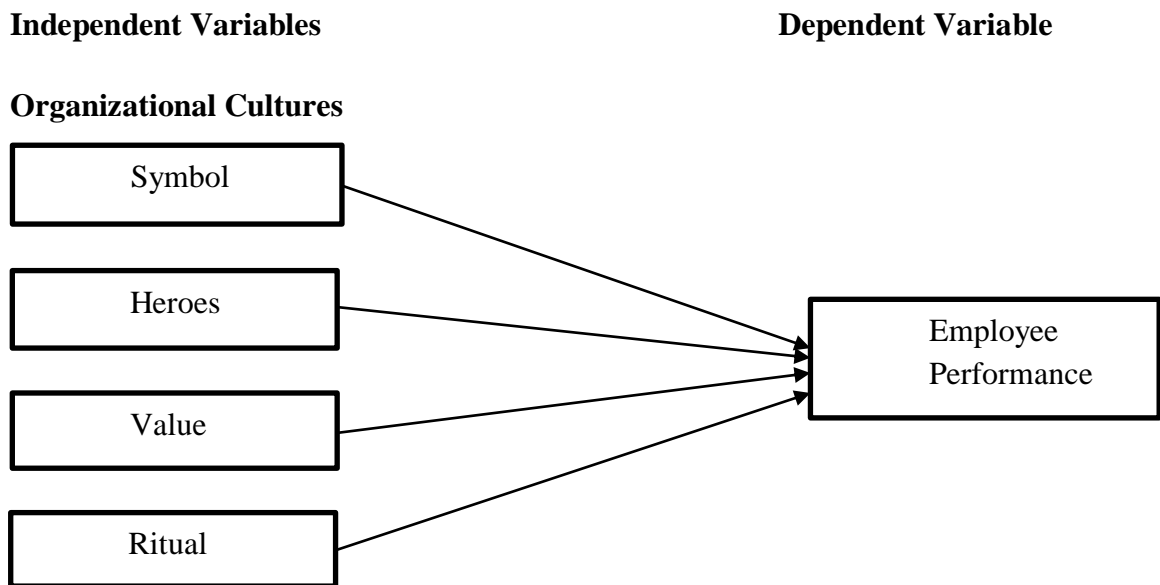 Independent Variables
Dependent Variable
Organizational Cultures
Symbol
Heroes
Value
Ritual
Employee
Performance